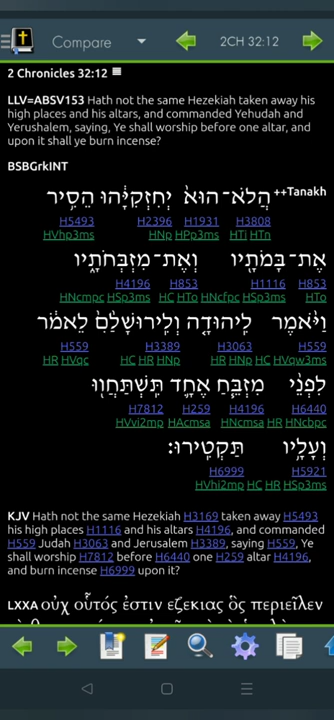 Compare
2CH 32:12
2 Chronicles 32:12
LLV=ABSV153 Hath not the same Hezekiah taken away his
high places and his altars, and commanded Yehudah and
Yerushalem, saying, Ye shall worship before one altar, and
upon it shall ye burn incense?
BSBGrkINT
++Tanakh הֲלֹא־הוּא֙ יְחִזְקִיָּ֔הוּ הֵסִ֥יר
H5493 H2396 H1931 H3808
HVhp3ms HNp HPp3ms HTi HTn
אֶת־בָּמֹתָ֖יו וְאֶת־מִזְבְּחֹתָ֑יו
H4196 H853 H1116 H853
HNcmpc HSp3ms HC HTo HNcfpc HSp3ms HTo
וַיֹּ֨אמֶר לִֽיהוּדָ֤ה וְלִֽירוּשָׁלִַ֙ם֙ לֵאמֹ֔ר
H559 H3389 H3063 H559
HR HVqc HC HR HNp HR HNp HC HVqw3ms
לִפְנֵ֨י מִזְבֵּ֧חַ אֶחָ֛ד תִּֽשְׁתַּחֲו֖וּ
H7812 H259 H4196 H6440
HVvi2mp HAcmsa HNcmsa HR HNcbpc
וְעָלָ֥יו תַּקְטִֽירוּ׃
H6999 H5921
HVhi2mp HC HR HSp3ms
KJV Hath not the same Hezekiah H3169 taken away H5493
his high places H1116 and his altars H4196, and commanded
H559 Judah H3063 and Jerusalem H3389, saying H559, Ye
shall worship H7812 before H6440 one H259 altar H4196,
and burn incense H6999 upon it?
LXXA οὐχ οὗτός ἐστιν εζεκιας ὃς περιεῖλεν